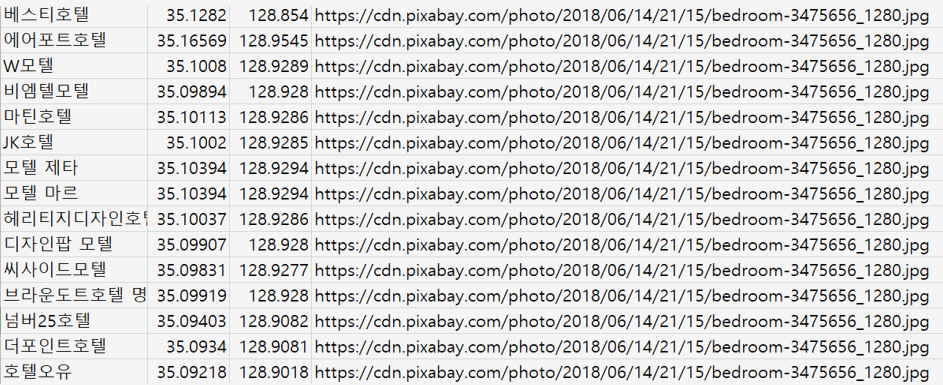 베스티호텔 35.1282 128.854 https://cdn.pixabay.com/photo/2018/06/14/21/15/bedroom-3475656_1280.jpg
에어포트호텔 35.16569 128.9545 https://cdn.pixabay.com/photo/2018/06/14/21/15/bedroom-3475656_1280.jpg
W모텔 35.1008 128.9289 https://cdn.pixabay.com/photo/2018/06/14/21/15/bedroom-3475656_1280.jpg
비엠텔모텔 35.09894 128.928 https://cdn.pixabay.com/photo/2018/06/14/21/15/bedroom-3475656_1280.jpg
마틴호텔 35.10113 128.9286 https://cdn.pixabay.com/photo/2018/06/14/21/15/bedroom-3475656_1280.jpg
JK호텔 35.1002 128.9285 https://cdn.pixabay.com/photo/2018/06/14/21/15/bedroom-3475656_1280.jpg
모텔 제타 35.10394 128.9294 https://cdn.pixabay.com/photo/2018/06/14/21/15/bedroom-3475656_1280.jpg
모텔 마르 35.10394 128.9294 https://cdn.pixabay.com/photo/2018/06/14/21/15/bedroom-3475656_1280.jpg
헤리티지디자인호텔 35.10037 128.9286 https://cdn.pixabay.com/photo/2018/06/14/21/15/bedroom-3475656_1280.jpg
디자인팝 모텔 35.09907 128.928 https://cdn.pixabay.com/photo/2018/06/14/21/15/bedroom-3475656_1280.jpg
씨사이드모텔 35.09831 128.9277 https://cdn.pixabay.com/photo/2018/06/14/21/15/bedroom-3475656_1280.jpg
브라운도트호텔 명 35.09919 128.928 https://cdn.pixabay.com/photo/2018/06/14/21/15/bedroom-3475656_1280.jpg
넘버25호텔 35.09403 128.9082 https://cdn.pixabay.com/photo/2018/06/14/21/15/bedroom-3475656_1280.jpg
더포인트호텔 35.0934 128.9081 https://cdn.pixabay.com/photo/2018/06/14/21/15/bedroom-3475656_1280.jpg
호텔오유 35.09218 128.9018 https://cdn.pixabay.com/photo/2018/06/14/21/15/bedroom-3475656_1280.jpg